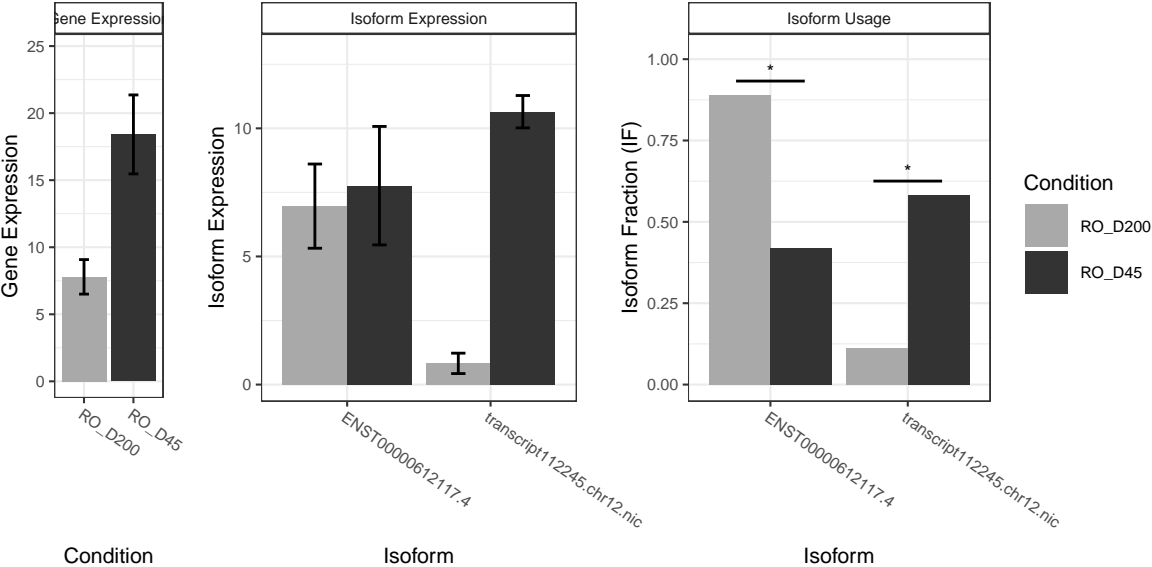 Gene Expression
25
20
15
10
5
0
Gene Expression
RO_D200
RO_D45
Condition
Isoform Expression
10
5
0
Isoform Expression
ENST00000612117.4
transcript112245.chr12.nic
Isoform
Isoform Usage
1.00
0.75
0.50
0.25
0.00
Isoform Fraction (IF)
*
*
ENST00000612117.4
transcript112245.chr12.nic
Isoform
Condition
RO_D200
RO_D45